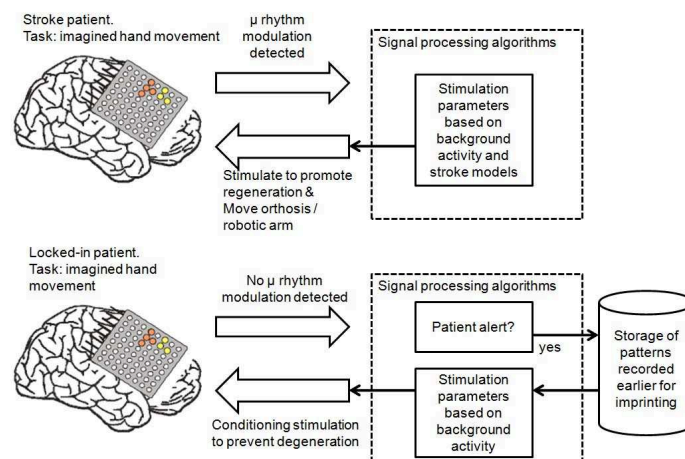 Stroke patient.
Task: imagined hand movement
μ rhythm
modulation
detected
Signal processing algorithms
Stimulation
parameters
based on
background
activity and
stroke models
Stimulate to promote
regeneration &
Move orthosis /
robotic arm
Locked-in patient.
Task: imagined hand
movement
No μ rhythm
modulation detected
Signal processing algorithms
Patient alert?
yes
Storage of
patterns
recorded
earlier for
imprinting
Stimulation
parameters
based on
background
activity
Conditioning stimulation
to prevent degeneration